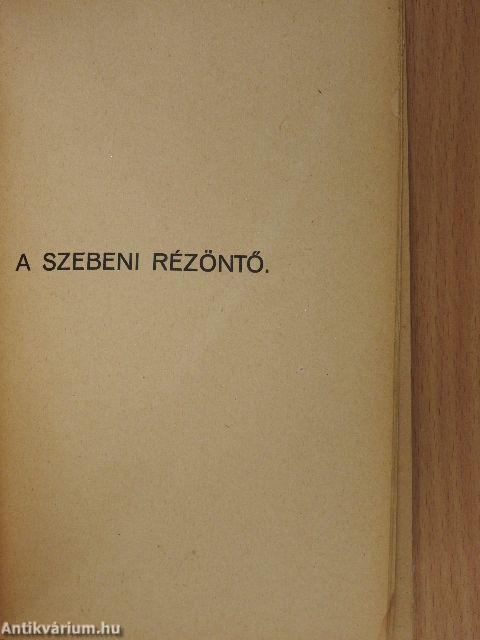 A SZEBENI RÉZÖNTŐ.
Antikvárium.hu